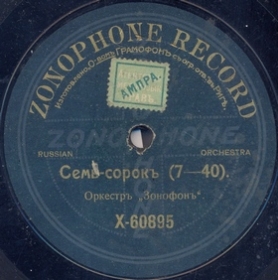 ZONOPHONE RECORD
АМПРА.
ZONOPHONE
RUSSIAN ORCHESTRA
Семь-сорокъ (7—40).
Оркестръ „Зонофонъ“
X-60895